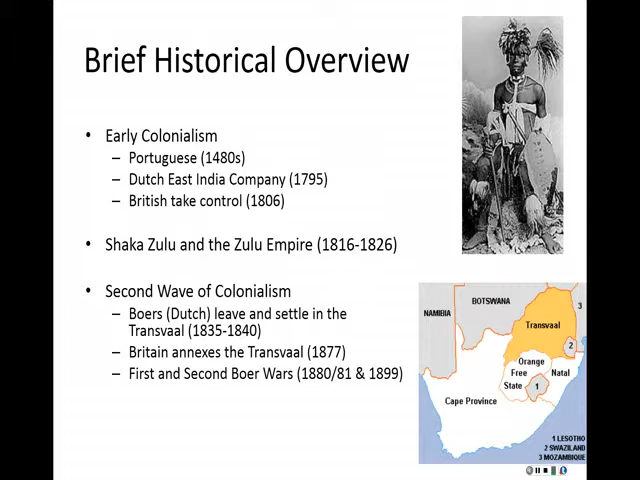 Brief Historical Overview
• Early Colonialism
– Portuguese (1480s)
– Dutch East India Company (1795)
– British take control (1806)
• Shaka Zulu and the Zulu Empire (1816-1826)
• Second Wave of Colonialism
– Boers (Dutch) leave and settle in the
Transvaal (1835-1840)
– Britain annexes the Transvaal (1877)
– First and Second Boer Wars (1880/81 & 1899)
NAMIBIA
BOTSWANA
3
Transvaal
2
Orange
Free
State
Natal
1
Cape Province
1 LESOTHO
2 SWAZILAND
3 MOZAMBIQUE